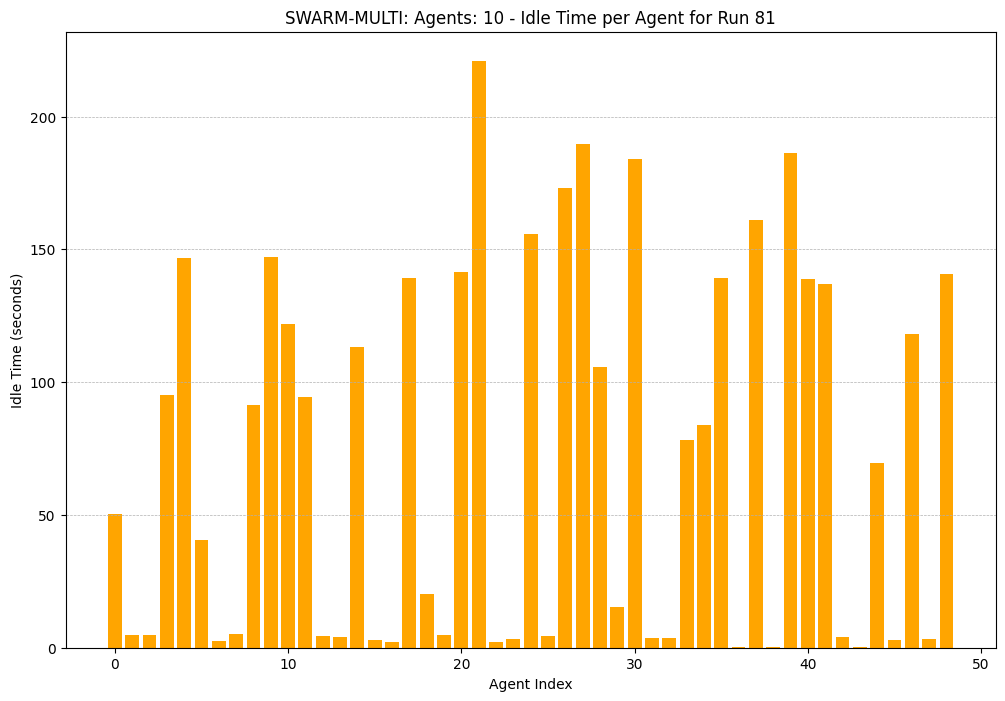 SWARM-MULTI: Agents: 10 - Idle Time per Agent for Run 81
Idle Time (seconds)
200
150
100
50
0
0 10 20 30 40 50
Agent Index